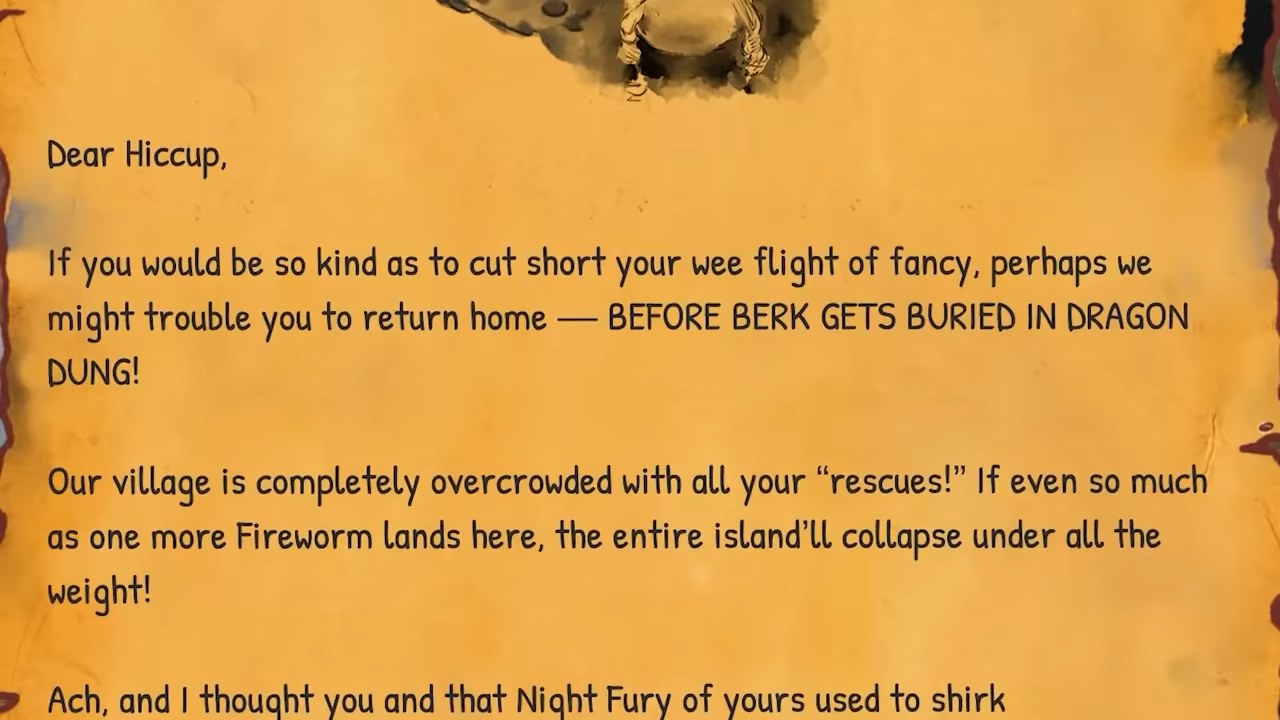 Dear Hiccup,
If you would be so kind as to cut short your wee flight of fancy, perhaps we
might trouble you to return home — BEFORE BERK GETS BURIED IN DRAGON
DUNG!
Our village is completely overcrowded with all your “rescues!” If even so much
as one more Fireworm lands here, the entire island’ll collapse under all the
weight!
Ach, and I thought you and that Night Fury of yours used to shirk